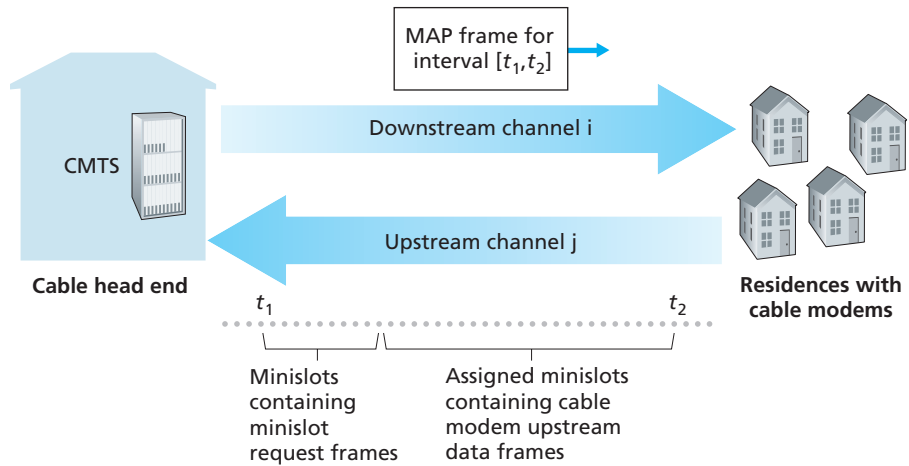 MAP frame for
interval [t₁,t₂]
Downstream channel i
CMTS
Upstream channel j
Cable head end
Residences with
cable modems
t₁
t₂
Minislots
containing
minislot
request frames
Assigned minislots
containing cable
modem upstream
data frames